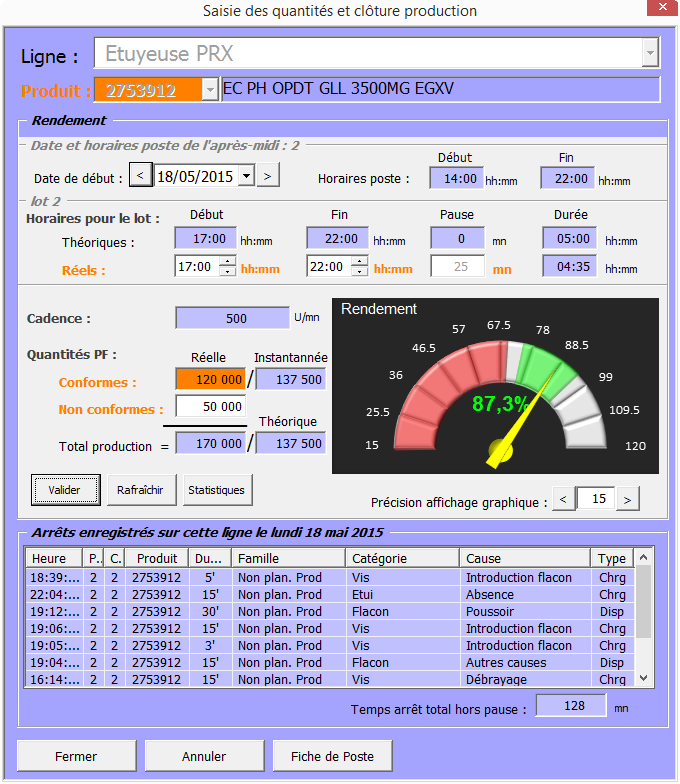 Saisie des quantités et clôture production
Ligne : Etuyeuse PRX
Produit : 2753912 EC PH OPDT GLL 3500MG EGXV
Rendement
Date et horaires poste de l'après-midi : 2
Début Fin
Date de début : < 18/05/2015 > Horaires poste : 14:00 hh:mm 22:00 hh:mm
lot 2
Horaires pour le lot : Début Fin Pause Durée
Théoriques : 17:00 hh:mm 22:00 hh:mm 0 mn 05:00 hh:mm
Réels : 17:00 hh:mm 22:00 hh:mm 25 mn 04:35 hh:mm
Cadence : 500 U/mn
Quantités PF : Réelle Instantannée
Conformes : 120 000 / 137 500
Non conformes : 50 000
Théorique
Total production = 170 000 / 137 500
Valider Rafraîchir Statistiques
Rendement
15 25.5 36 46.5 57 67.5 78 88.5 99 109.5 120
87,3%
Précision affichage graphique : < 15 >
Arrêts enregistrés sur cette ligne le lundi 18 mai 2015
Heure P.. C. Produit Du... Famille Catégorie Cause Type
18:39:... 2 2 2753912 5' Non plan. Prod Vis Introduction flacon Chrg
22:04:... 2 2 2753912 15' Non plan. Prod Etui Absence Chrg
19:12:... 2 2 2753912 30' Non plan. Prod Flacon Poussoir Disp
19:06:... 2 2 2753912 15' Non plan. Prod Vis Introduction flacon Chrg
19:05:... 2 2 2753912 3' Non plan. Prod Vis Introduction flacon Chrg
19:04:... 2 2 2753912 15' Non plan. Prod Flacon Autres causes Disp
16:14:... 2 2 2753912 15' Non plan. Prod Vis Débrayage Chrg
Temps arrêt total hors pause : 128 mn
Fermer Annuler Fiche de Poste